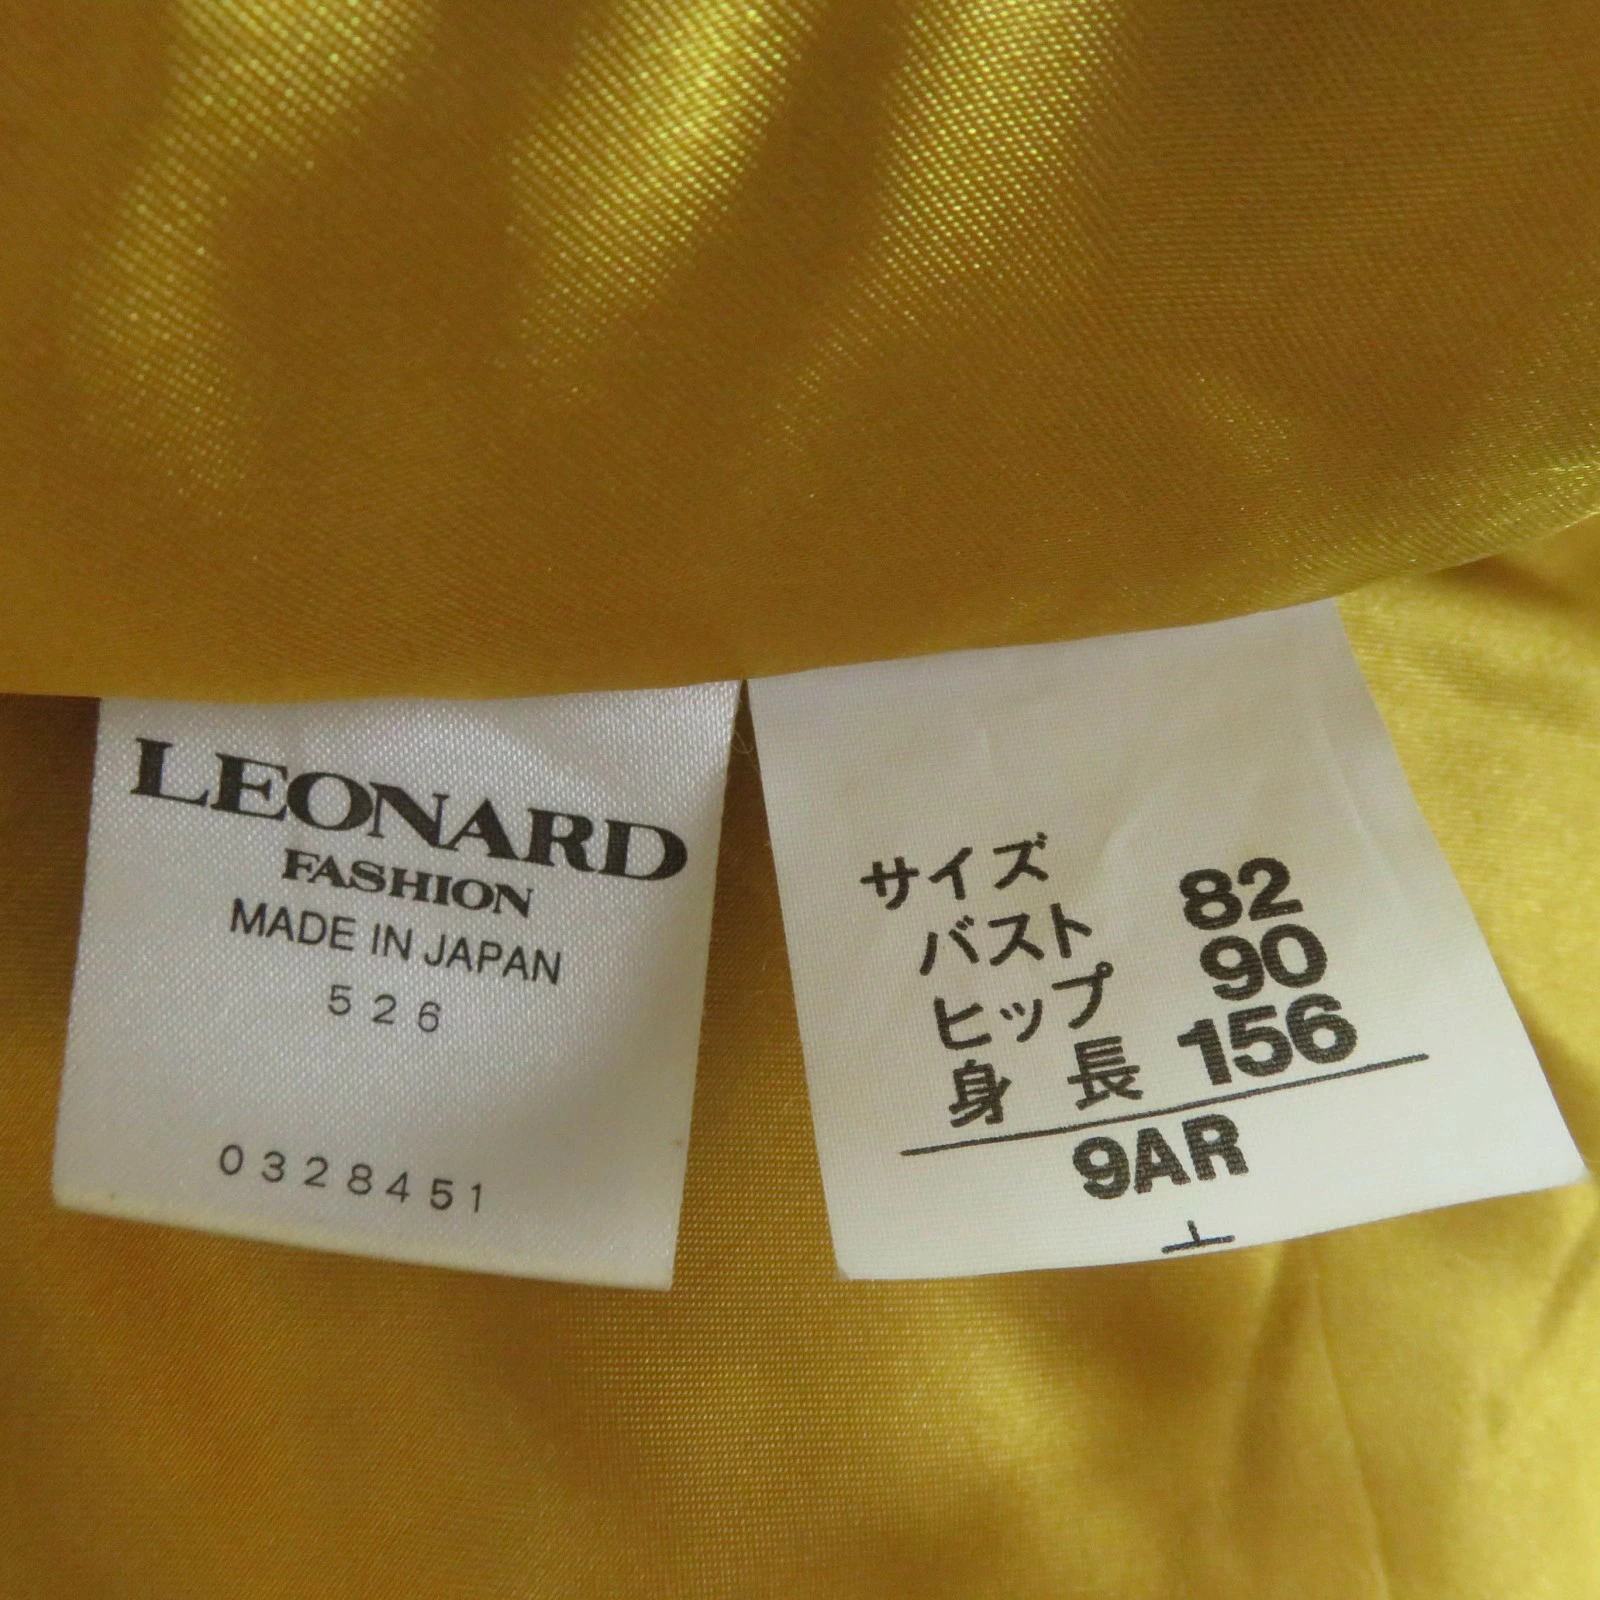 LEONARD
FASHION
MADE IN JAPAN
526
0328451
サイズ
バスト 82
ヒップ 90
身長 156
9AR